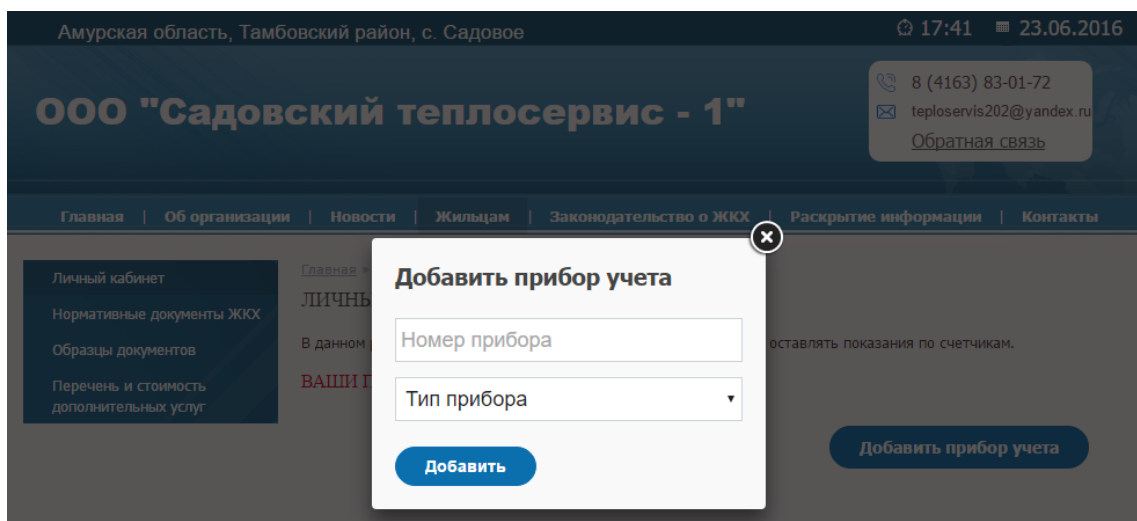 Амурская область, Тамбовский район, с. Садовое
17:41 23.06.2016
ООО "Садовский теплосервис - 1"
8 (4163) 83-01-72
teploservis202@yandex.ru
Обратная связь
Главная | Об организации | Новости | Жильцам | Законодательство о ЖКХ | Раскрытие информации | Контакты
Личный кабинет
Нормативные документы ЖКХ
Образцы документов
Перечень и стоимость
дополнительных услуг
Главная »
В данном
оставлять показания по счетчикам.
ВАШИ
Добавить прибор учета
Добавить прибор учета
Номер прибора
Тип прибора
Добавить